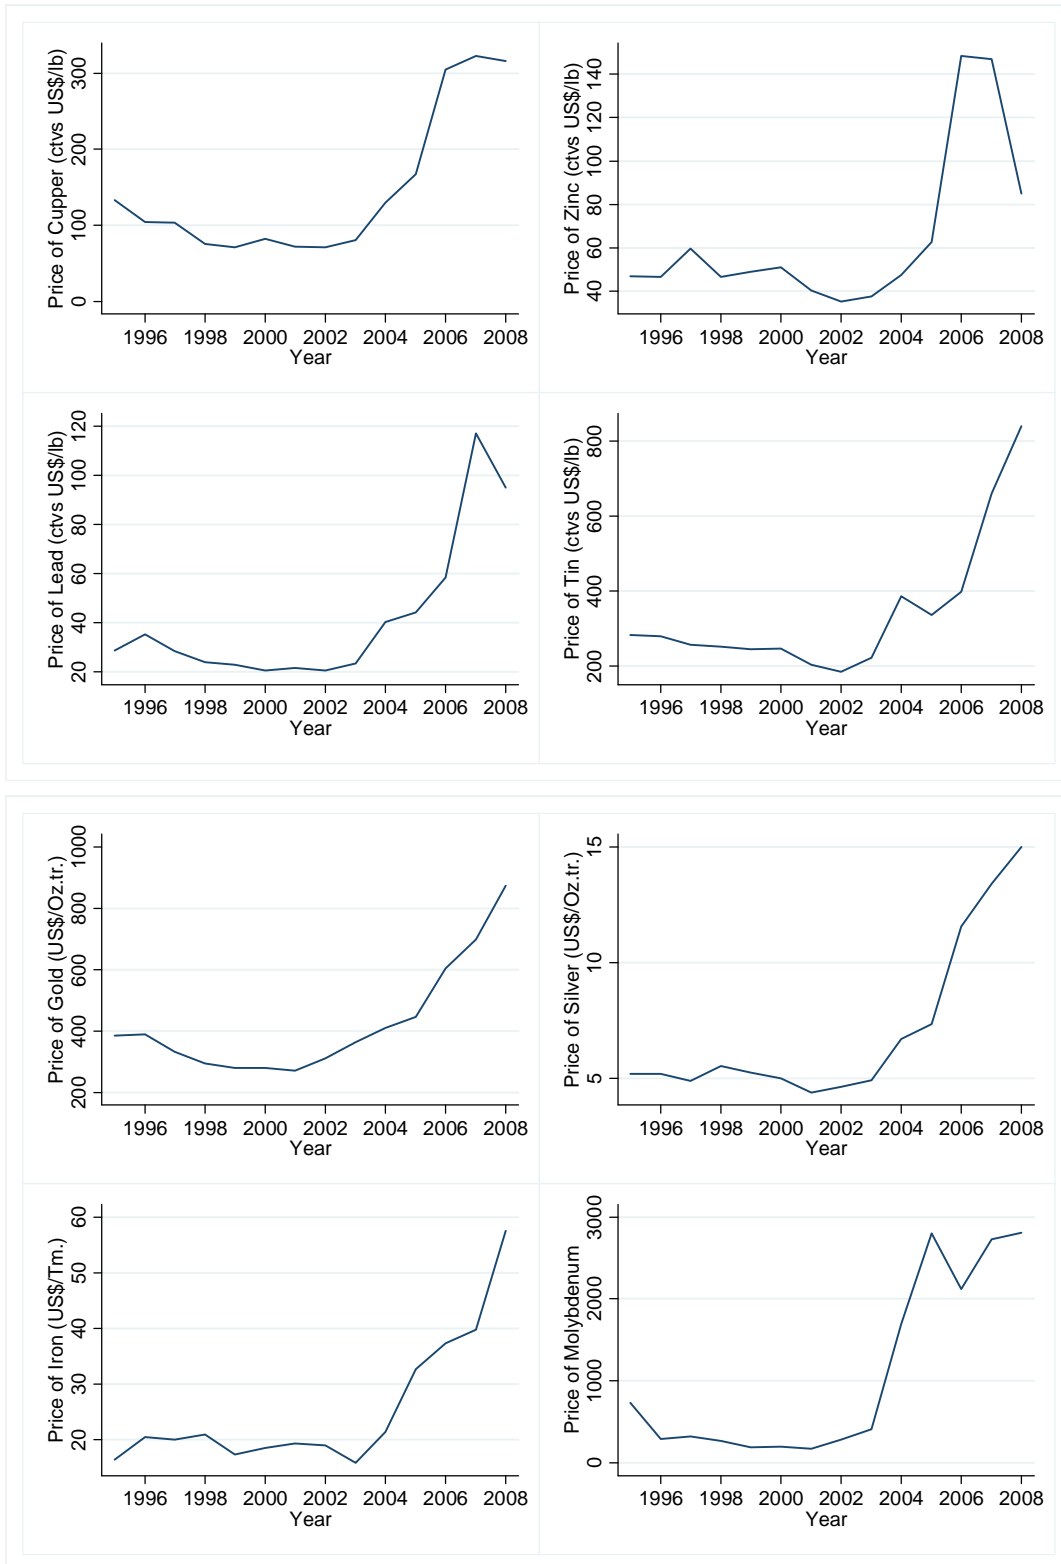 Price of Cupper (ctvs US$/lb)
300
200
100
0
1996 1998 2000 2002 2004 2006 2008
Year
Price of Zinc (ctvs US$/lb)
140
120
100
80
60
40
1996 1998 2000 2002 2004 2006 2008
Year
Price of Lead (ctvs US$/lb)
120
100
80
60
40
20
1996 1998 2000 2002 2004 2006 2008
Year
Price of Tin (ctvs US$/lb)
800
600
400
200
1996 1998 2000 2002 2004 2006 2008
Year
Price of Gold (US$/Oz.tr.)
1000
800
600
400
200
1996 1998 2000 2002 2004 2006 2008
Year
Price of Silver (US$/Oz.tr.)
15
10
5
1996 1998 2000 2002 2004 2006 2008
Year
Price of Iron (US$/Tm.)
60
50
40
30
20
1996 1998 2000 2002 2004 2006 2008
Year
Price of Molybdenum
3000
2000
1000
0
1996 1998 2000 2002 2004 2006 2008
Year